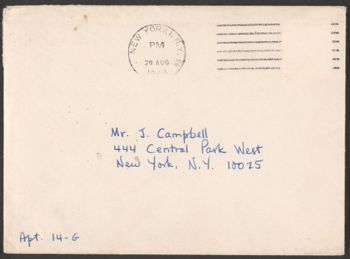 NEW YORK, N.Y.
PM
29 AUG
Mr. J. Campbell
444 Central Park West
New York, N.Y. 10025
Apt. 14-G